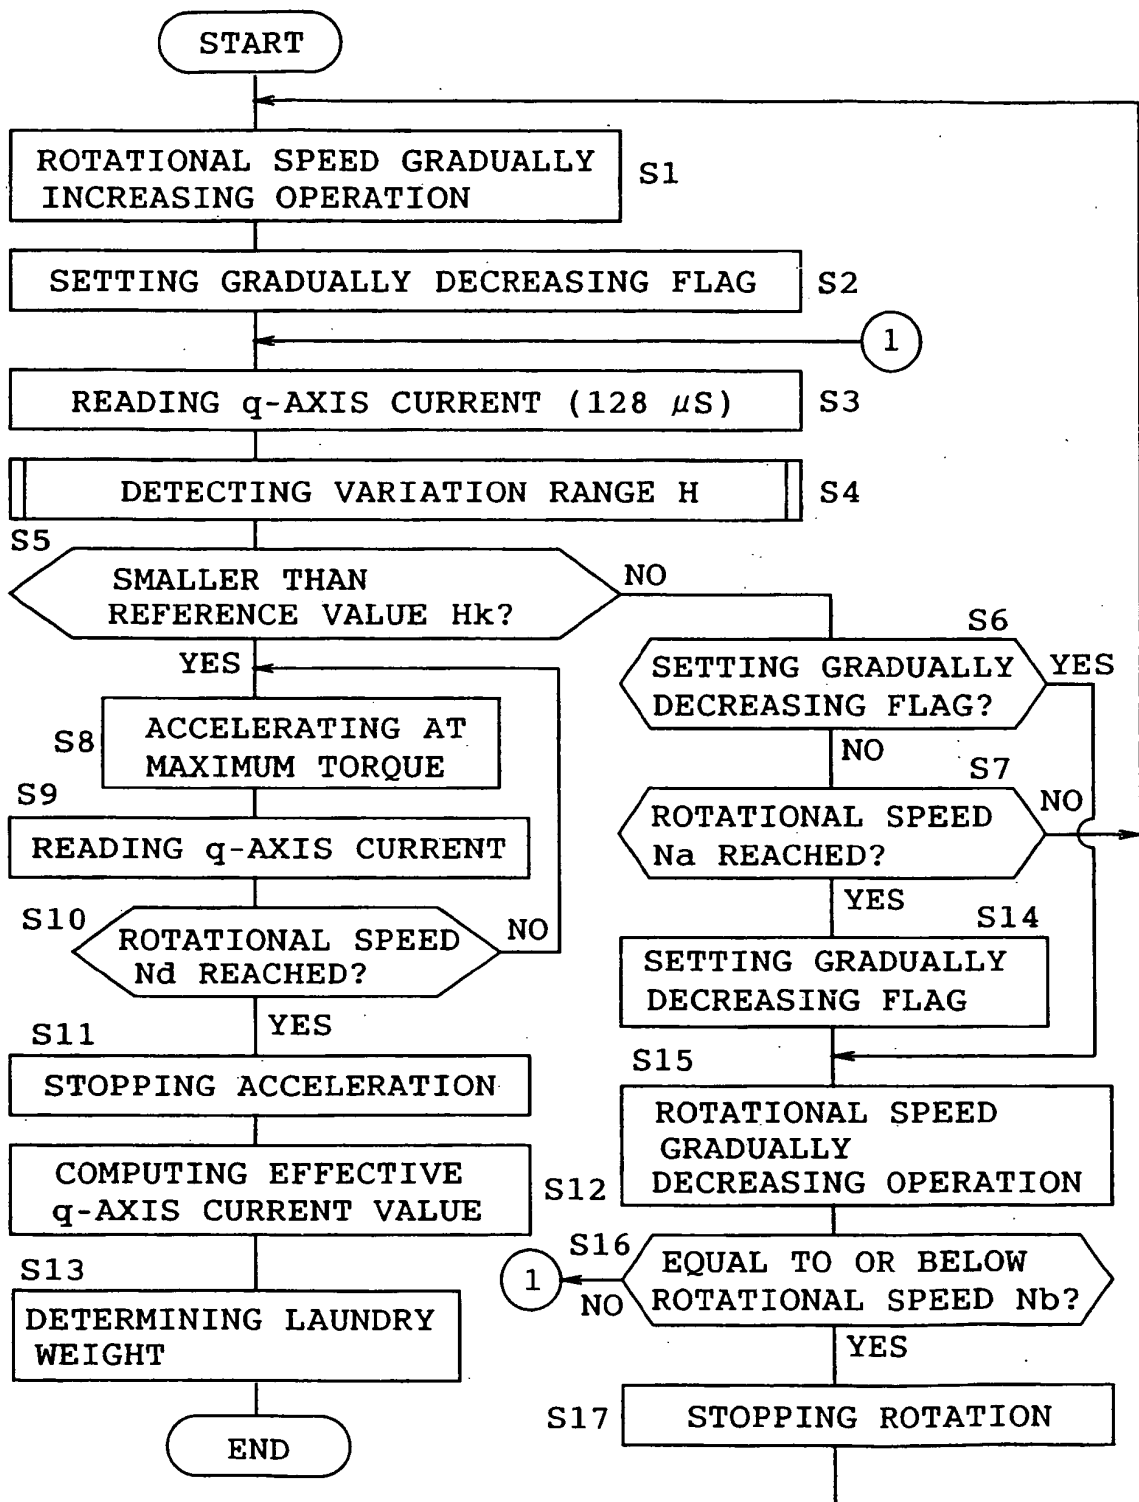 START
ROTATIONAL SPEED GRADUALLY
INCREASING OPERATION
S1
SETTING GRADUALLY DECREASING FLAG
S2
1
READING q-AXIS CURRENT (128 μS)
S3
DETECTING VARIATION RANGE H
S4
S5
SMALLER THAN
REFERENCE VALUE Hk?
NO
YES
S8
ACCELERATING AT
MAXIMUM TORQUE
S9
READING q-AXIS CURRENT
S10
ROTATIONAL SPEED
Nd REACHED?
NO
YES
S11
STOPPING ACCELERATION
COMPUTING EFFECTIVE
q-AXIS CURRENT VALUE
S12
S13
DETERMINING LAUNDRY
WEIGHT
END
S6
SETTING GRADUALLY
DECREASING FLAG?
YES
NO
S7
ROTATIONAL SPEED
Na REACHED?
NO
YES
S14
SETTING GRADUALLY
DECREASING FLAG
S15
ROTATIONAL SPEED
GRADUALLY
DECREASING OPERATION
S16
EQUAL TO OR BELOW
ROTATIONAL SPEED Nb?
1
NO
YES
S17
STOPPING ROTATION